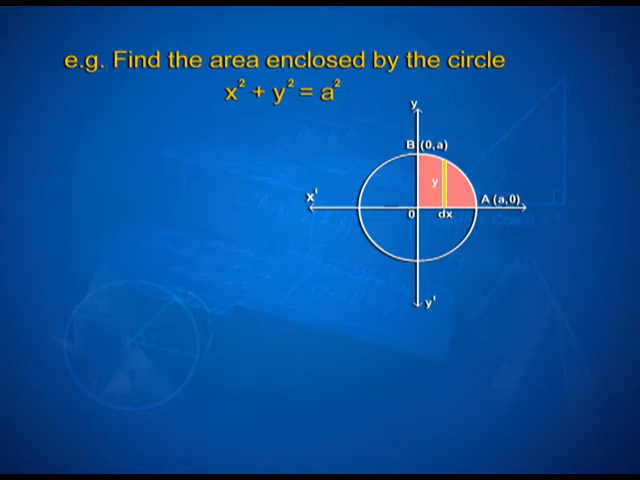 e.g. Find the area enclosed by the circle
x² + y² = a²
y
B (0,a)
y
x'
A (a,0)
0 dx
y'